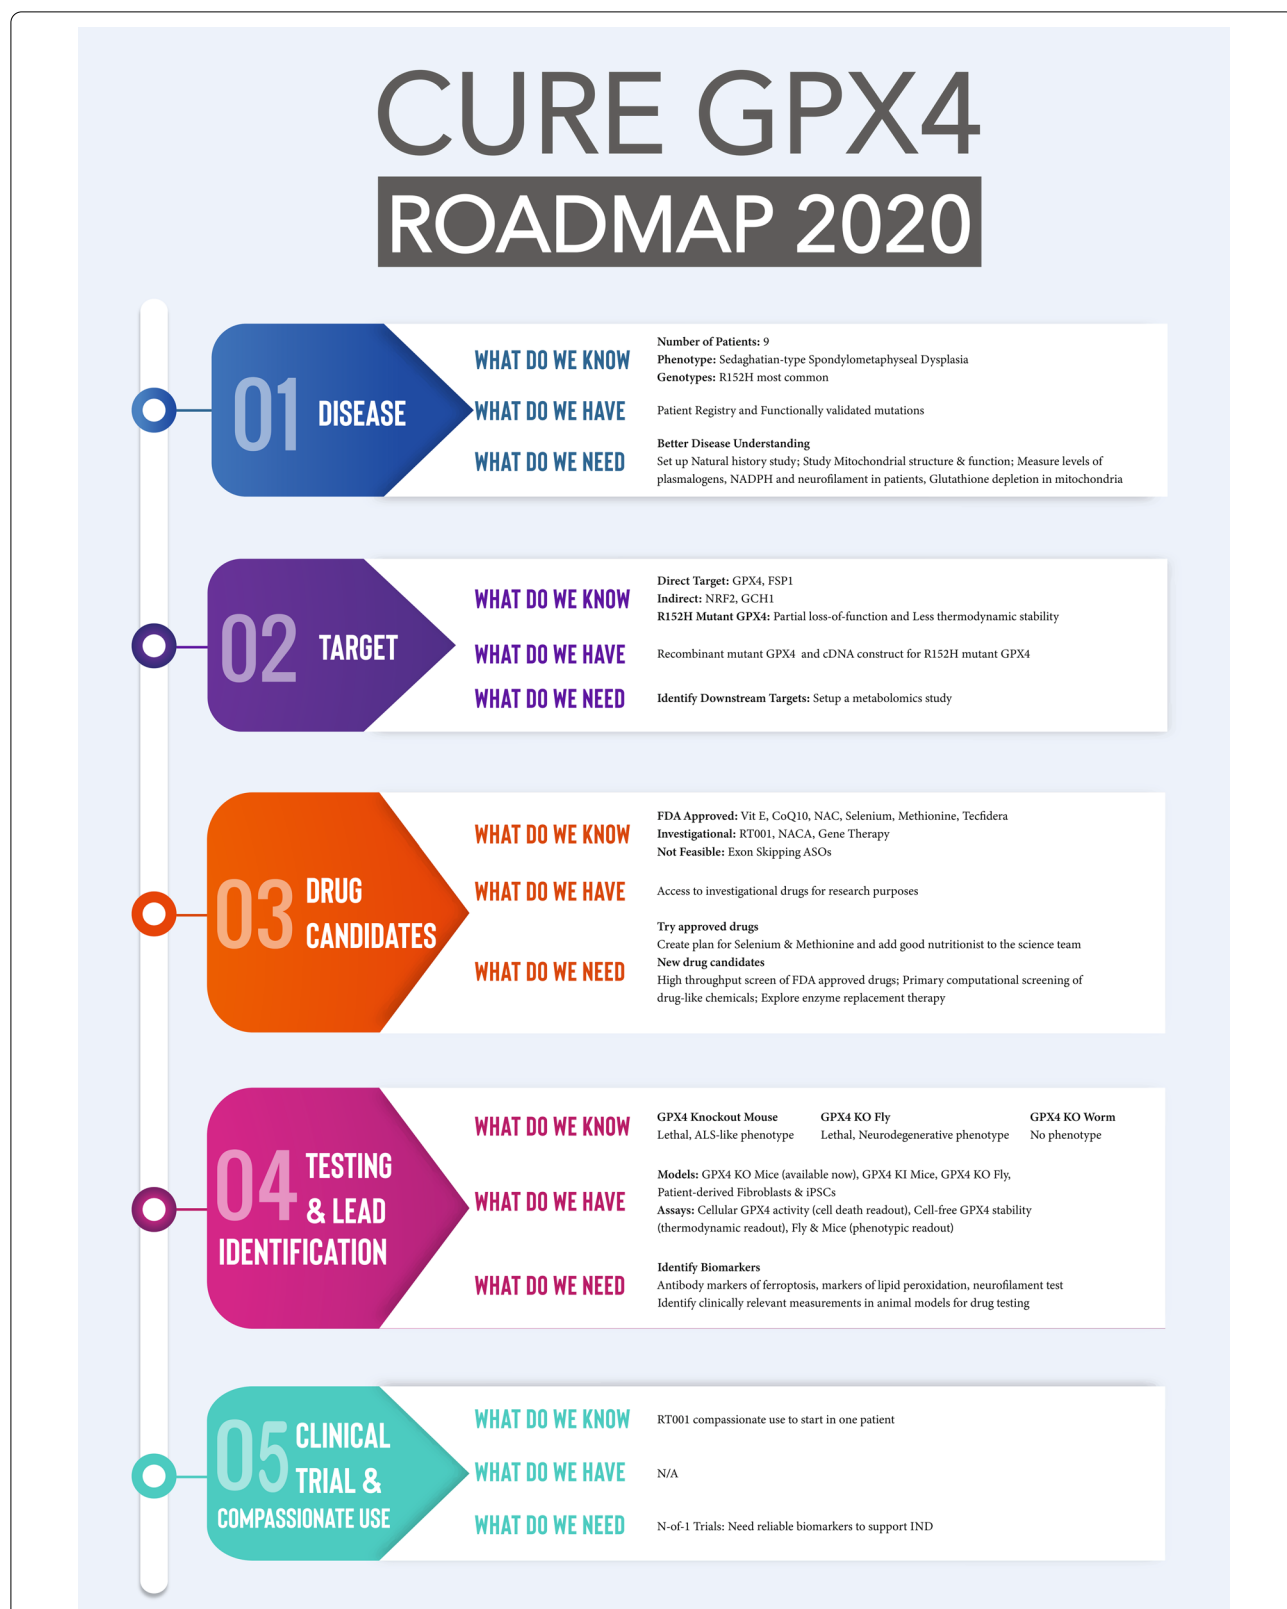 CURE GPX4
ROADMAP 2020
01 DISEASE
WHAT DO WE KNOW
Number of Patients: 9
Phenotype: Sedaghatian-type Spondylometaphyseal Dysplasia
Genotypes: R152H most common
WHAT DO WE HAVE
Patient Registry and Functionally validated mutations
WHAT DO WE NEED
Better Disease Understanding
Set up Natural history study; Study Mitochondrial structure & function; Measure levels of
plasmalogens, NADPH and neurofilament in patients, Glutathione depletion in mitochondria
02 TARGET
WHAT DO WE KNOW
Direct Target: GPX4, FSP1
Indirect: NRF2, GCH1
R152H Mutant GPX4: Partial loss-of-function and Less thermodynamic stability
WHAT DO WE HAVE
Recombinant mutant GPX4 and cDNA construct for R152H mutant GPX4
WHAT DO WE NEED
Identify Downstream Targets: Setup a metabolomics study
03 DRUG
CANDIDATES
WHAT DO WE KNOW
FDA Approved: Vit E, CoQ10, NAC, Selenium, Methionine, Tecfidera
Investigational: RT001, NACA, Gene Therapy
Not Feasible: Exon Skipping ASOs
WHAT DO WE HAVE
Access to investigational drugs for research purposes
WHAT DO WE NEED
Try approved drugs
Create plan for Selenium & Methionine and add good nutritionist to the science team
New drug candidates
High throughput screen of FDA approved drugs; Primary computational screening of
drug-like chemicals; Explore enzyme replacement therapy
04 TESTING
& LEAD
IDENTIFICATION
WHAT DO WE KNOW
GPX4 Knockout Mouse GPX4 KO Fly GPX4 KO Worm
Lethal, ALS-like phenotype Lethal, Neurodegenerative phenotype No phenotype
WHAT DO WE HAVE
Models: GPX4 KO Mice (available now), GPX4 KI Mice, GPX4 KO Fly,
Patient-derived Fibroblasts & iPSCs
Assays: Cellular GPX4 activity (cell death readout), Cell-free GPX4 stability
(thermodynamic readout), Fly & Mice (phenotypic readout)
WHAT DO WE NEED
Identify Biomarkers
Antibody markers of ferroptosis, markers of lipid peroxidation, neurofilament test
Identify clinically relevant measurements in animal models for drug testing
05 CLINICAL
TRIAL &
COMPASSIONATE USE
WHAT DO WE KNOW
RT001 compassionate use to start in one patient
WHAT DO WE HAVE
N/A
WHAT DO WE NEED
N-of-1 Trials: Need reliable biomarkers to support IND